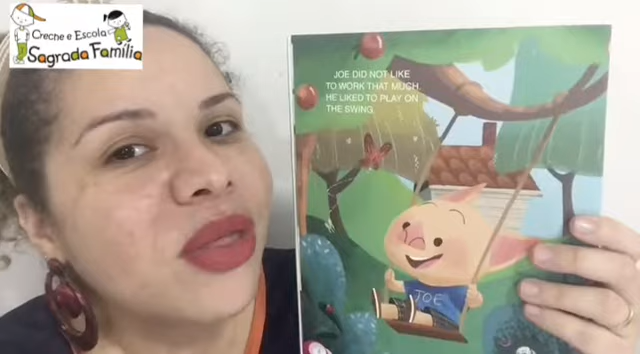 Creche e Escola
Sagrada Família
JOE DID NOT LIKE
TO WORK THAT MUCH.
HE LIKED TO PLAY ON
THE SWING.
JOE